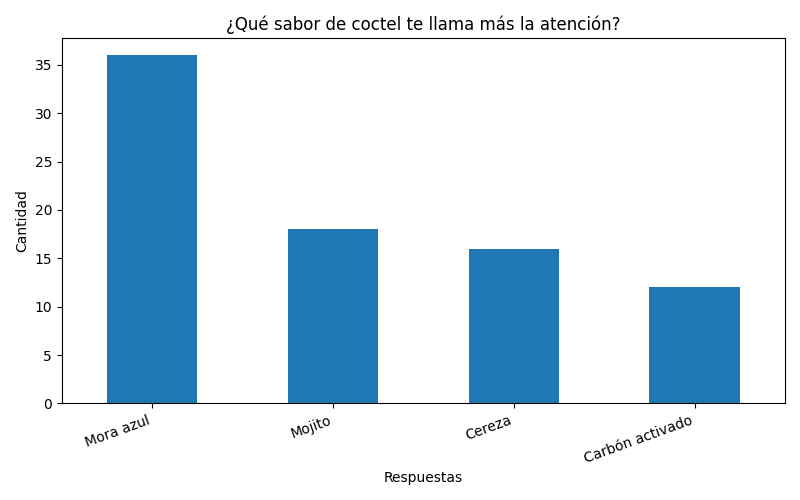 ¿Qué sabor de coctel te llama más la atención?
Cantidad
35
30
25
20
15
10
5
0
Mora azul
Mojito
Cereza
Carbón activado
Respuestas